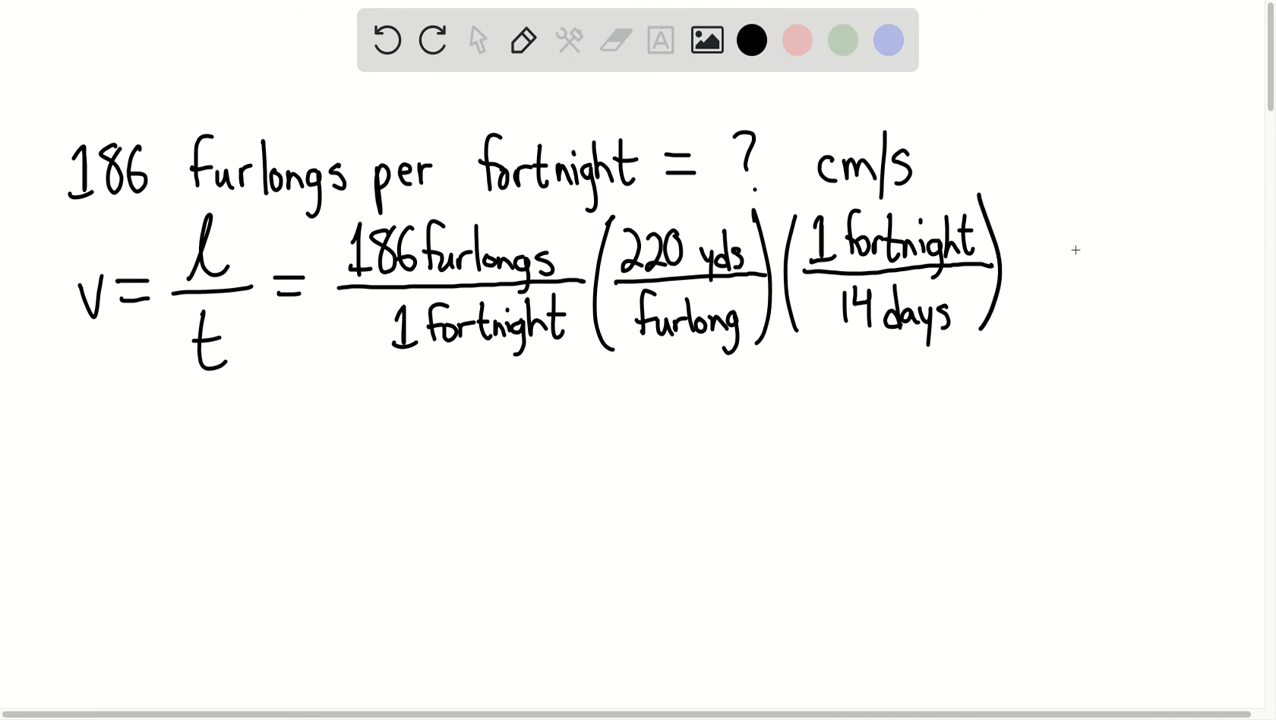 186 furlongs per fortnight = ? cm/s
v = l/t = 186 furlongs/1 fortnight (220 yds/furlong) (1 fortnight/14 days)